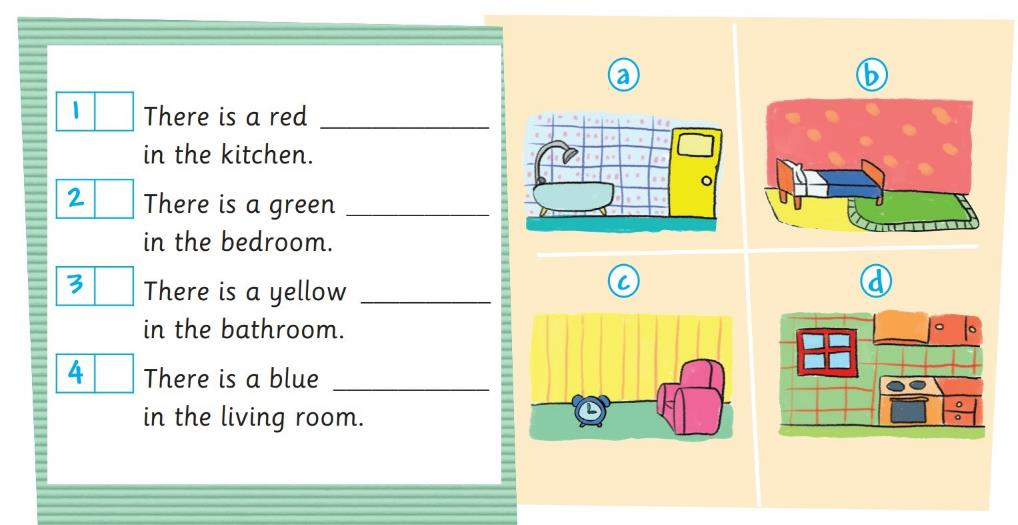 1 There is a red ____________
in the kitchen.
2 There is a green __________
in the bedroom.
3 There is a yellow _________
in the bathroom.
4 There is a blue ___________
in the living room.
a
b
c
d